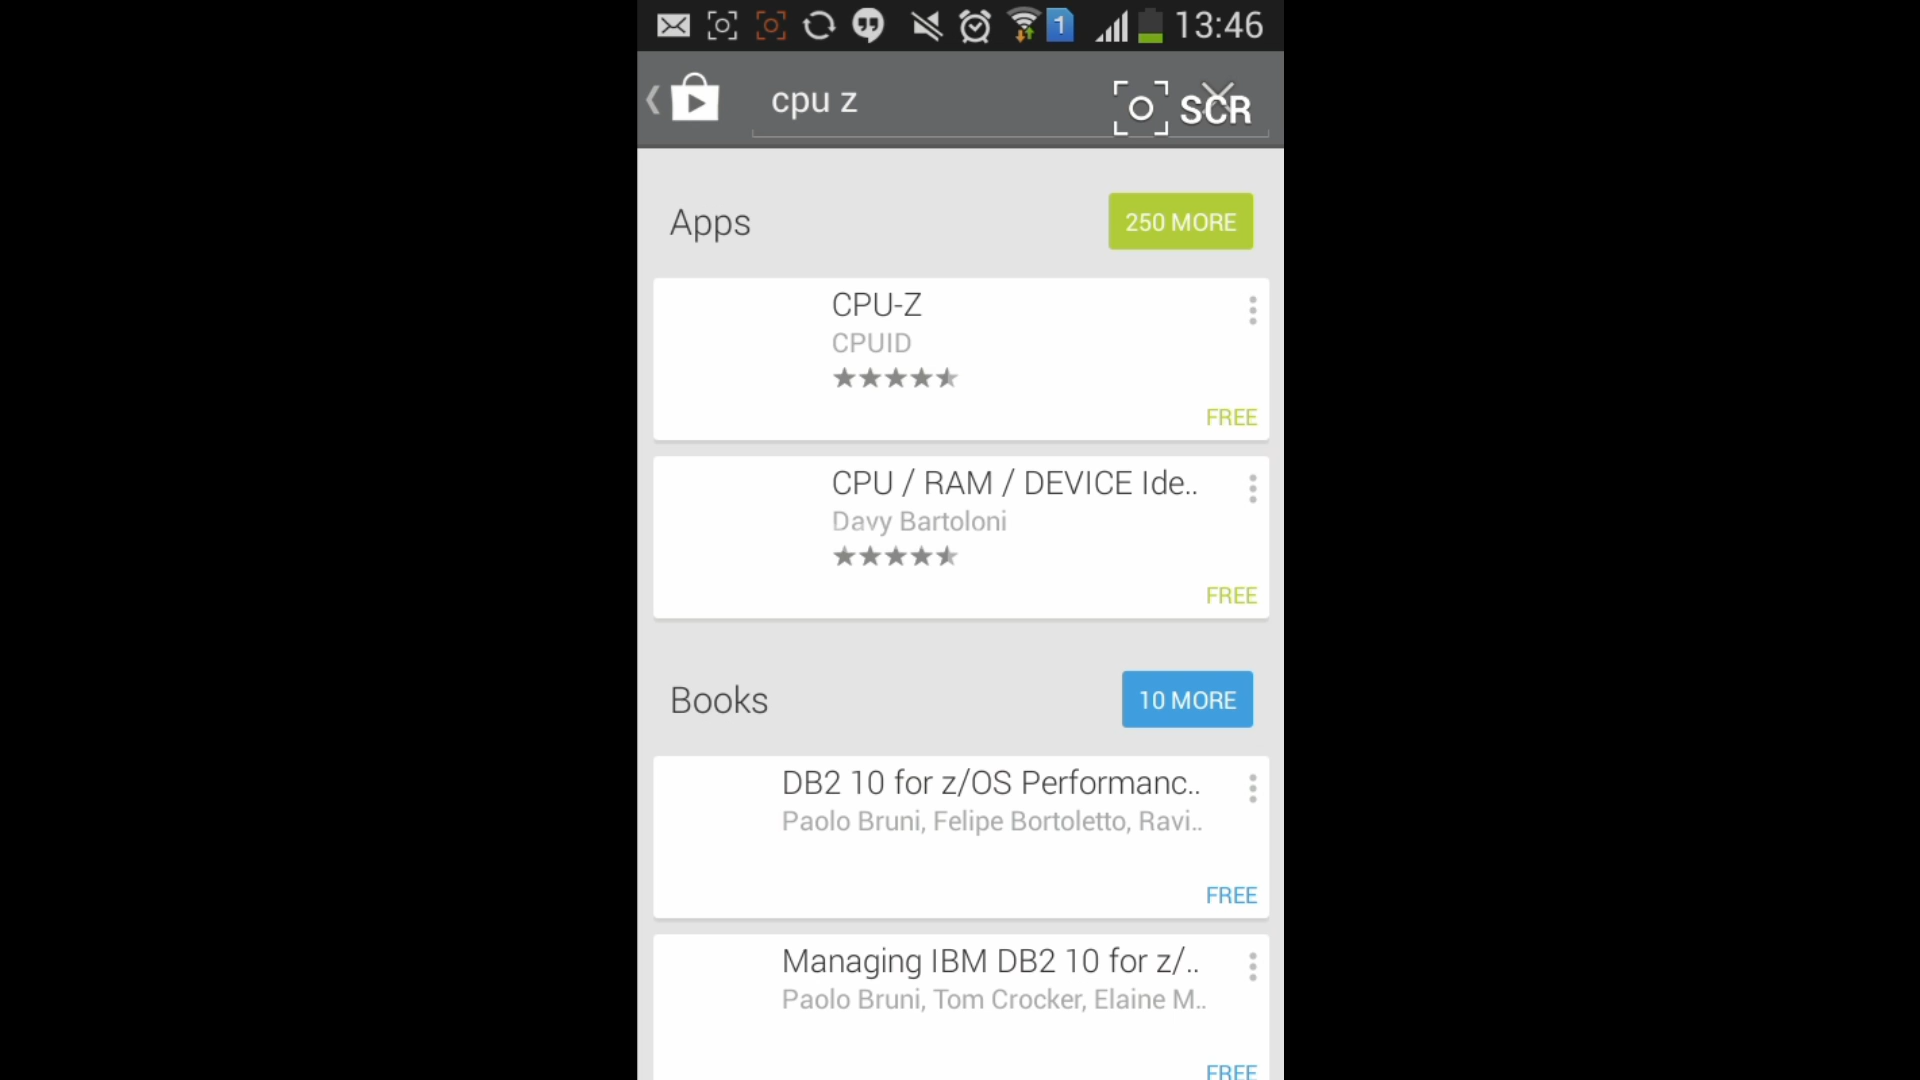 1 13:46
cpu z SCR
Apps 250 MORE
CPU-Z
CPUID
FREE
CPU / RAM / DEVICE Ide..
Davy Bartoloni
FREE
Books 10 MORE
DB2 10 for z/OS Performanc..
Paolo Bruni, Felipe Bortoletto, Ravi..
FREE
Managing IBM DB2 10 for z/..
Paolo Bruni, Tom Crocker, Elaine M..
FREE